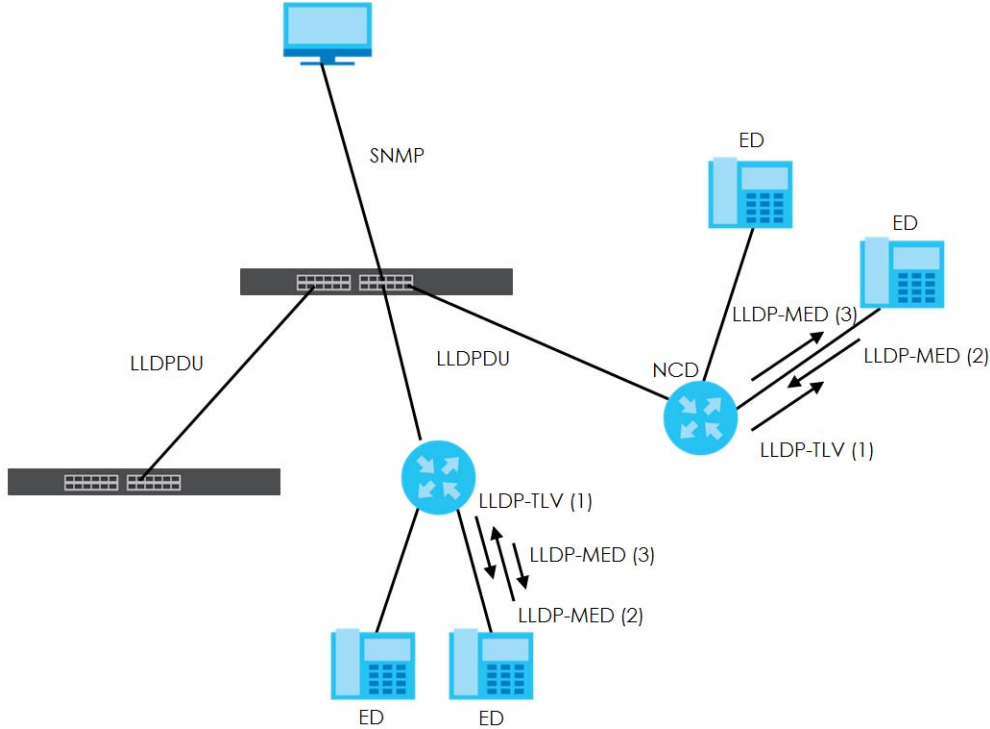 ED
SNMP
ED
LLDP-MED (3)
LLDPDU
LLDPDU
LLDP-MED (2)
NCD
LLDP-TLV (1)
LLDP-TLV (1)
LLDP-MED (3)
LLDP-MED (2)
ED
ED